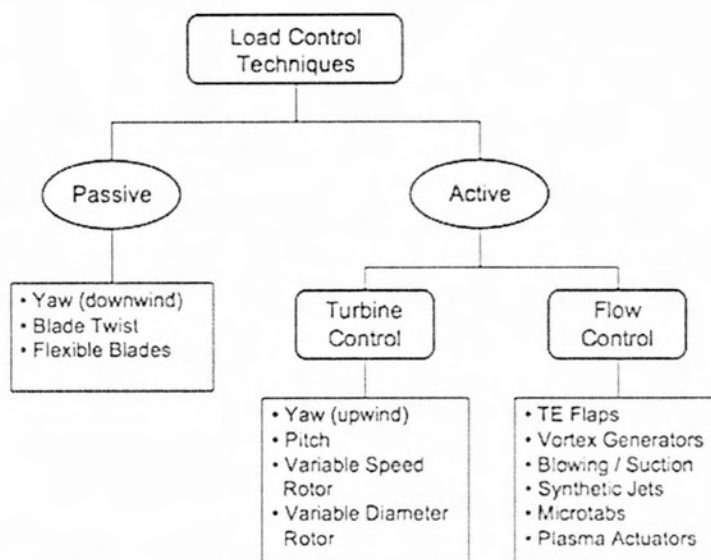 Load Control
Techniques
Passive
Active
• Yaw (downwind)
• Blade Twist
• Flexible Blades
Turbine
Control
Flow
Control
• Yaw (upwind)
• Pitch
• Variable Speed
Rotor
• Variable Diameter
Rotor
• TE Flaps
• Vortex Generators
• Blowing / Suction
• Synthetic Jets
• Microtabs
• Plasma Actuators